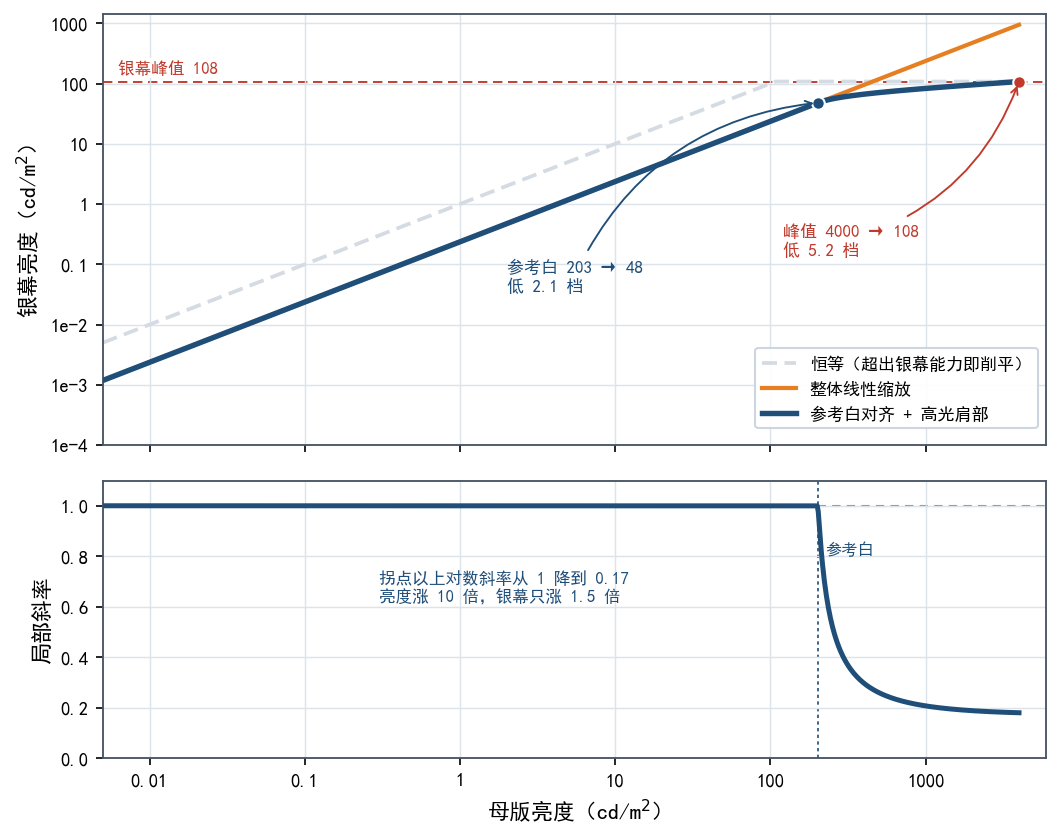 银幕亮度（cd/m²）
1000
100
10
1
0.1
1e-2
1e-3
1e-4
银幕峰值 108
参考白 203 → 48
低 2.1 档
峰值 4000 → 108
低 5.2 档
恒等（超出银幕能力即削平）
整体线性缩放
参考白对齐 + 高光肩部
局部斜率
1.0
0.8
0.6
0.4
0.2
0.0
参考白
拐点以上对数斜率从 1 降到 0.17
亮度涨 10 倍，银幕只涨 1.5 倍
0.01
0.1
1
10
100
1000
母版亮度（cd/m²）